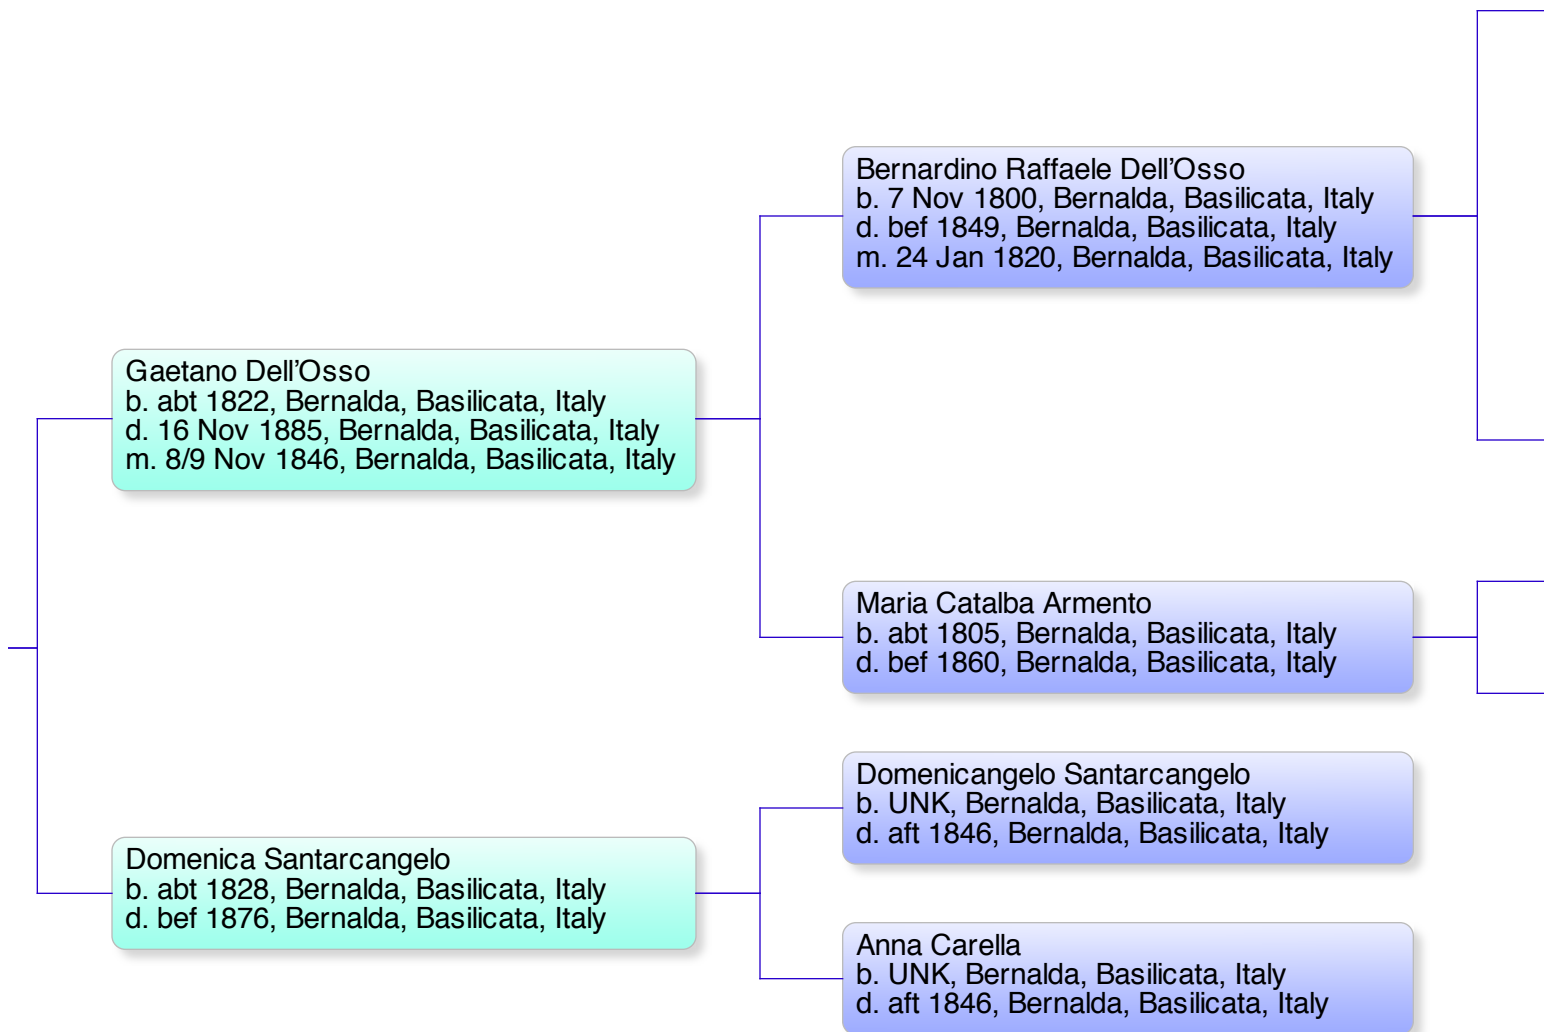 Bernardino Raffaele Dell’Osso
b. 7 Nov 1800, Bernalda, Basilicata, Italy
d. bef 1849, Bernalda, Basilicata, Italy
m. 24 Jan 1820, Bernalda, Basilicata, Italy
Gaetano Dell’Osso
b. abt 1822, Bernalda, Basilicata, Italy
d. 16 Nov 1885, Bernalda, Basilicata, Italy
m. 8/9 Nov 1846, Bernalda, Basilicata, Italy
Maria Catalba Armento
b. abt 1805, Bernalda, Basilicata, Italy
d. bef 1860, Bernalda, Basilicata, Italy
Domenicangelo Santarcangelo
b. UNK, Bernalda, Basilicata, Italy
d. aft 1846, Bernalda, Basilicata, Italy
Domenica Santarcangelo
b. abt 1828, Bernalda, Basilicata, Italy
d. bef 1876, Bernalda, Basilicata, Italy
Anna Carella
b. UNK, Bernalda, Basilicata, Italy
d. aft 1846, Bernalda, Basilicata, Italy